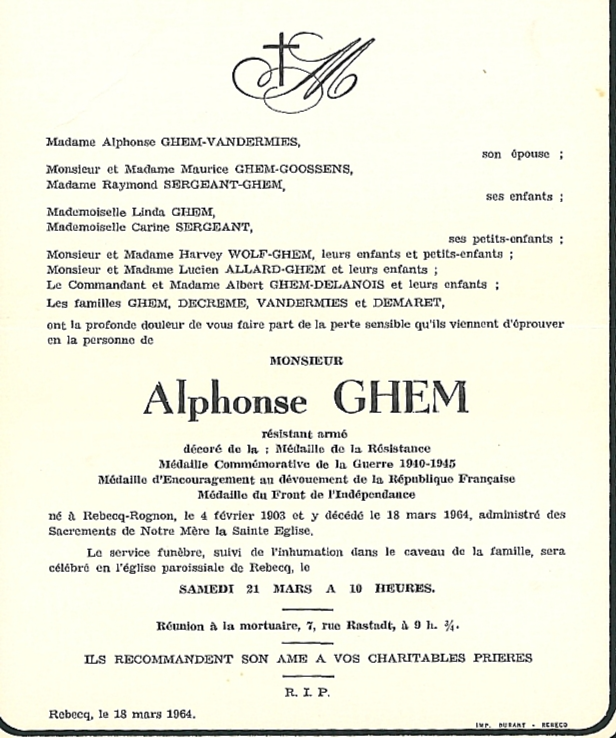 M
Madame Alphonse GHEM-VANDERMIES,
son épouse ;
Monsieur et Madame Maurice GHEM-GOOSSENS,
Madame Raymond SERGEANT-GHEM,
ses enfants ;
Mademoiselle Linda GHEM,
Mademoiselle Carine SERGEANT,
ses petits-enfants ;
Monsieur et Madame Harvey WOLF-GHEM, leurs enfants et petits-enfants ;
Monsieur et Madame Lucien ALLARD-GHEM et leurs enfants ;
Le Commandant et Madame Albert GHEM-DELANOIS et leurs enfants ;
Les familles GHEM, DECREME, VANDERMIES et DEMARET,
ont la profonde douleur de vous faire part de la perte sensible qu'ils viennent d'éprouver
en la personne de
MONSIEUR
Alphonse GHEM
résistant armé
décoré de la : Médaille de la Résistance
Médaille Commémorative de la Guerre 1940-1945
Médaille d'Encouragement au dévouement de la République Française
Médaille du Front de l'Indépendance
né à Rebecq-Rognon, le 4 février 1903 et y décédé le 18 mars 1964, administré des
Sacrements de Notre Mère la Sainte Eglise.
Le service funèbre, suivi de l'inhumation dans le caveau de la famille, sera
célébré en l'église paroissiale de Rebecq, le
SAMEDI 21 MARS A 10 HEURES.
Réunion à la mortuaire, 7, rue Rastadt, à 9 h. ¾.
ILS RECOMMANDENT SON AME A VOS CHARITABLES PRIERES
R. I. P.
Rebecq, le 18 mars 1964.
IMP. DURANT - REBECQ